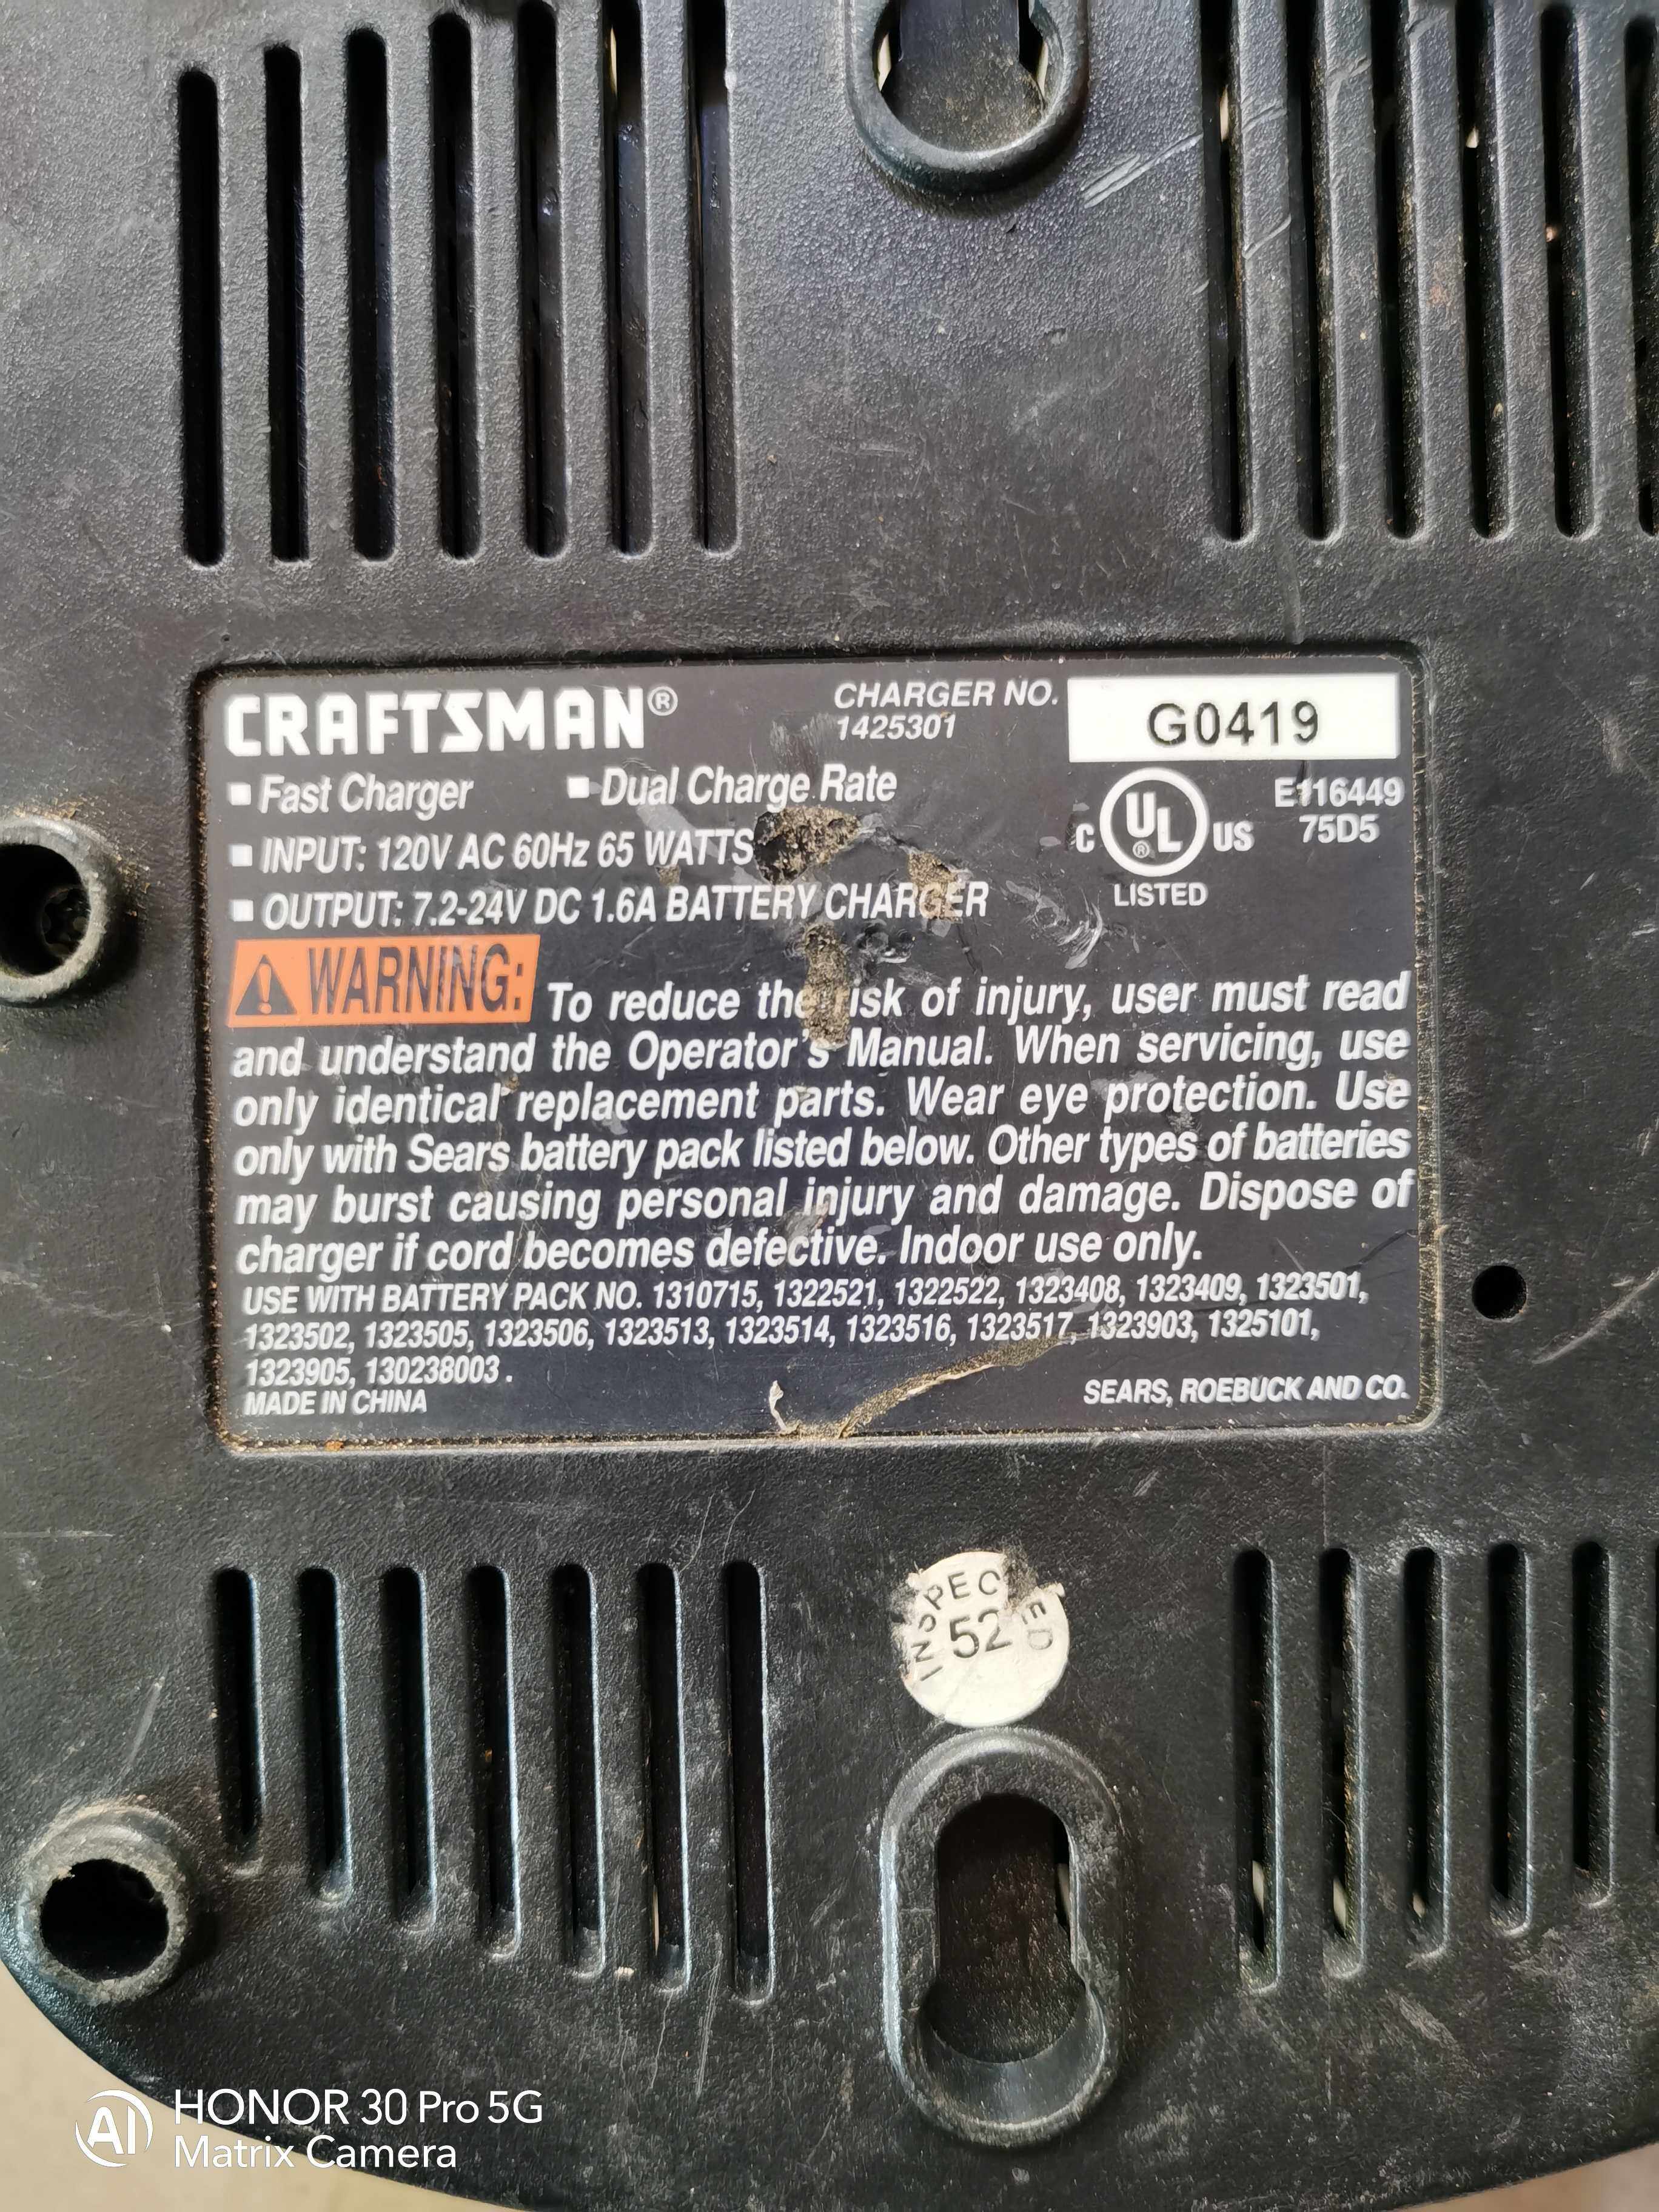 CRAFTSMAN®
CHARGER NO.
1425301
G0419
▪ Fast Charger ▪ Dual Charge Rate
▪ INPUT: 120V AC 60Hz 65 WATTS
▪ OUTPUT: 7.2-24V DC 1.6A BATTERY CHARGER
C UL® US
LISTED
E116449
75D5
WARNING: To reduce the risk of injury, user must read
and understand the Operator's Manual. When servicing, use
only identical replacement parts. Wear eye protection. Use
only with Sears battery pack listed below. Other types of batteries
may burst causing personal injury and damage. Dispose of
charger if cord becomes defective. Indoor use only.
USE WITH BATTERY PACK NO. 1310715, 1322521, 1322522, 1323408, 1323409, 1323501,
1323502, 1323505, 1323506, 1323513, 1323514, 1323516, 1323517, 1323903, 1325101,
1323905, 130238003.
MADE IN CHINA
SEARS, ROEBUCK AND CO.
INSPECTED
52
AI HONOR 30 Pro 5G
Matrix Camera